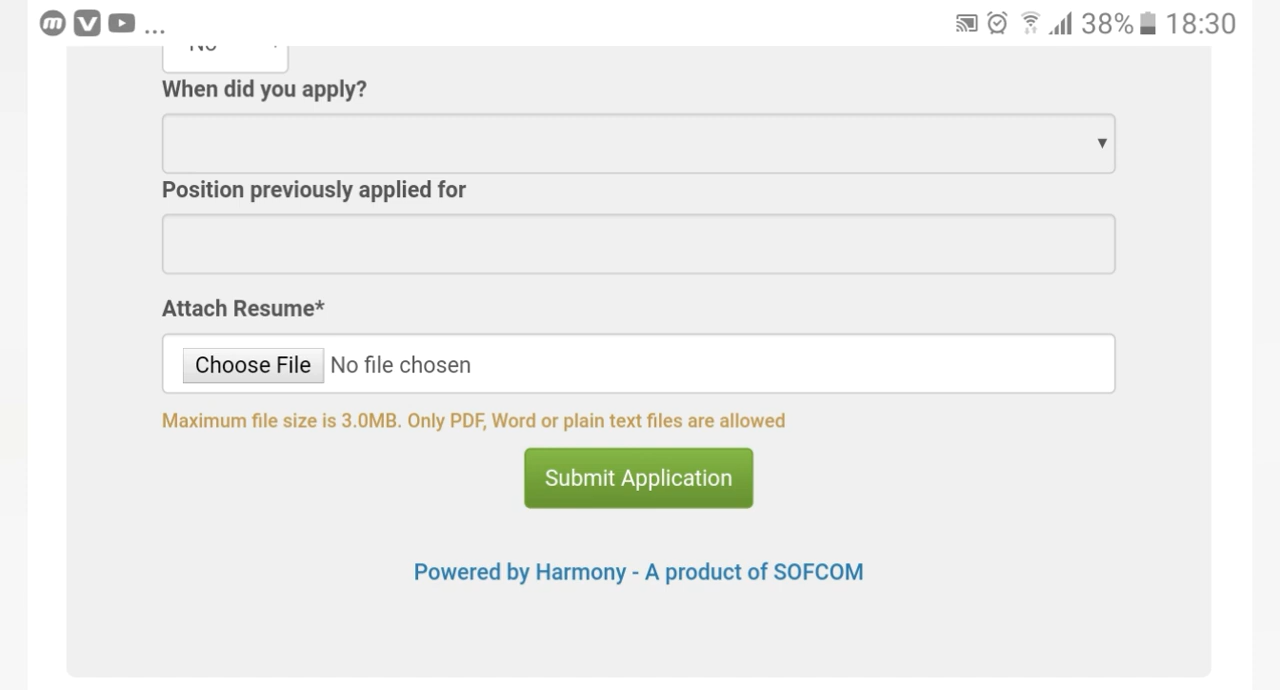 ... 38% 18:30
No
When did you apply?
Position previously applied for
Attach Resume*
Choose File No file chosen
Maximum file size is 3.0MB. Only PDF, Word or plain text files are allowed
Submit Application
Powered by Harmony - A product of SOFCOM